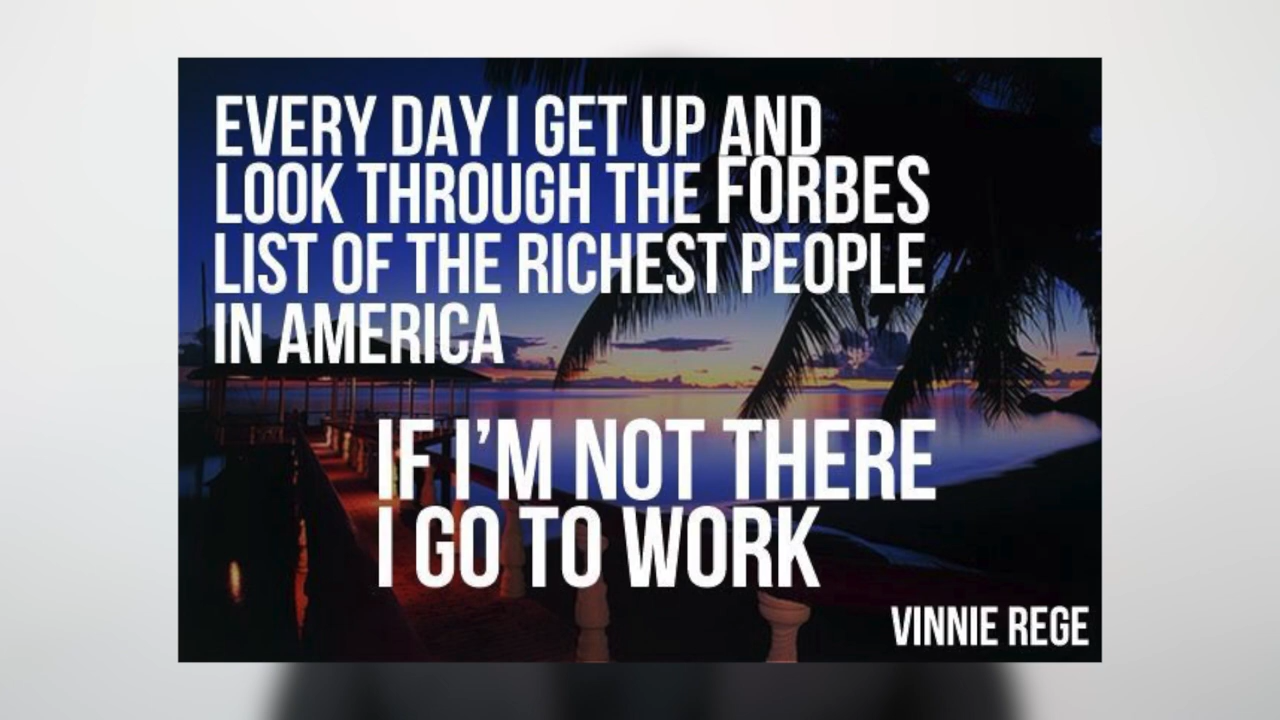 EVERY DAY I GET UP AND
LOOK THROUGH THE FORBES
LIST OF THE RICHEST PEOPLE
IN AMERICA
IF I'M NOT THERE
I GO TO WORK
VINNIE REGE